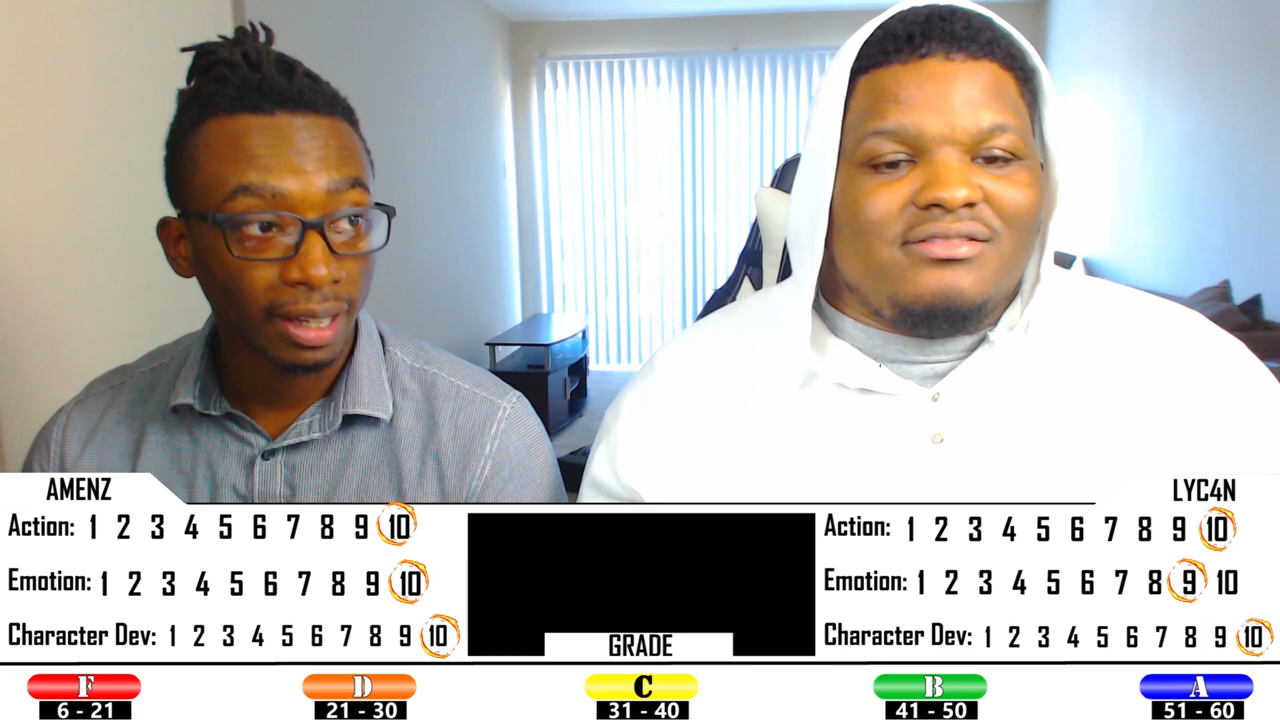 AMENZ
Action: 1 2 3 4 5 6 7 8 9 10
Emotion: 1 2 3 4 5 6 7 8 9 10
Character Dev: 1 2 3 4 5 6 7 8 9 10
GRADE
LYC4N
Action: 1 2 3 4 5 6 7 8 9 10
Emotion: 1 2 3 4 5 6 7 8 9 10
Character Dev: 1 2 3 4 5 6 7 8 9 10
F
6 - 21
D
21 - 30
C
31 - 40
B
41 - 50
A
51 - 60